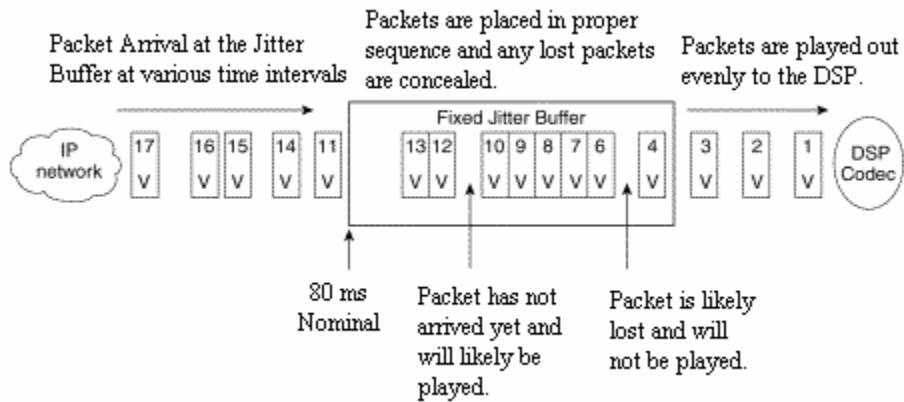 Packet Arrival at the Jitter
Buffer at various time intervals
Packets are placed in proper
sequence and any lost packets
are concealed.
Packets are played out
evenly to the DSP.
Fixed Jitter Buffer
IP
network
17 16 15 14 11 13 12 10 9 8 7 6 4 3 2 1
V V V V V V V V V V V V V V V V
DSP
Codec
80 ms
Nominal
Packet has not
arrived yet and
will likely be
played.
Packet is likely
lost and will
not be played.